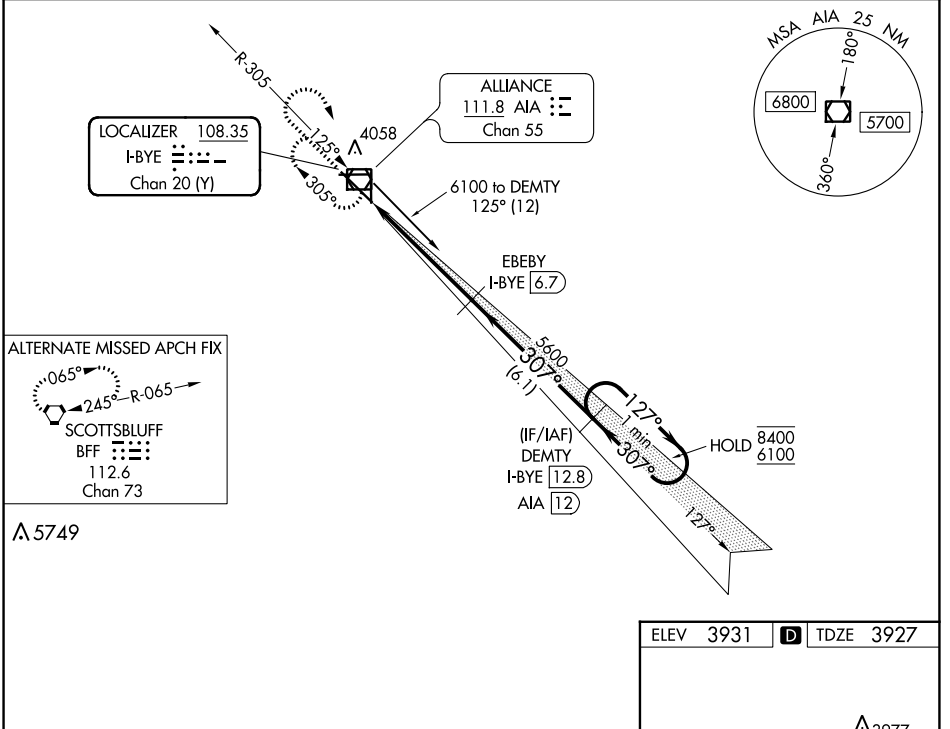 MSA AIA 25 NM
180°
6800
5700
360°
R-305
125°
305°
4058
ALLIANCE
111.8 AIA
Chan 55
LOCALIZER 108.35
I-BYE
Chan 20 (Y)
6100 to DEMTY
125° (12)
EBEBY
I-BYE 6.7
5600
307°
(6.1)
127°
1 min
307°
HOLD 8400
6100
(IF/IAF)
DEMTY
I-BYE 12.8
AIA 12
127°
ALTERNATE MISSED APCH FIX
065°
245° R-065
SCOTTSBLUFF
BFF
112.6
Chan 73
5749
ELEV 3931 D TDZE 3927